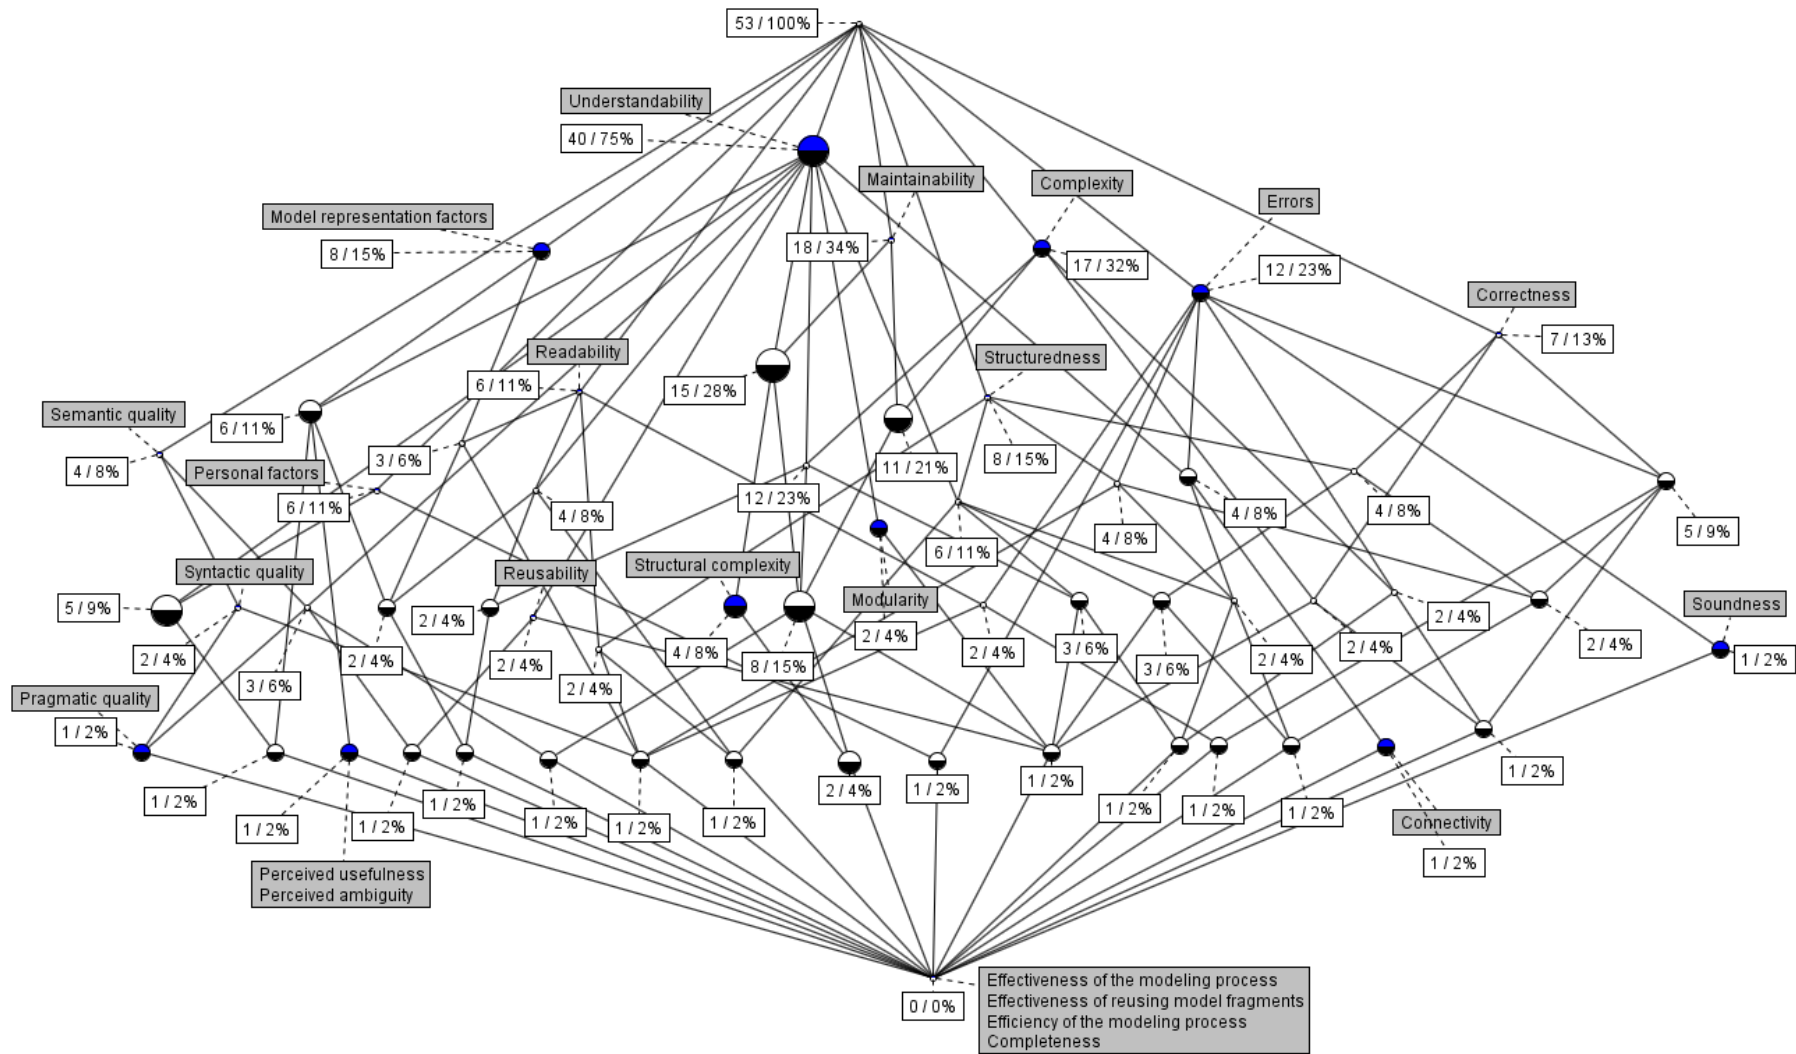 53 / 100%
Understandability
40 / 75%
Maintainability
Complexity
Errors
Model representation factors
8 / 15%
18 / 34%
17 / 32%
12 / 23%
Correctness
7 / 13%
Readability
Structuredness
6 / 11%
15 / 28%
Semantic quality
6 / 11%
4 / 8%
3 / 6%
Personal factors
11 / 21%
8 / 15%
12 / 23%
6 / 11%
4 / 8%
4 / 8%
4 / 8%
4 / 8%
5 / 9%
6 / 11%
Syntactic quality
Reusability
Structural complexity
Modularity
Soundness
5 / 9%
2 / 4%
2 / 4%
2 / 4%
2 / 4%
2 / 4%
4 / 8%
8 / 15%
2 / 4%
2 / 4%
3 / 6%
3 / 6%
2 / 4%
2 / 4%
2 / 4%
2 / 4%
1 / 2%
3 / 6%
Pragmatic quality
1 / 2%
1 / 2%
1 / 2%
1 / 2%
1 / 2%
1 / 2%
1 / 2%
1 / 2%
2 / 4%
1 / 2%
1 / 2%
1 / 2%
1 / 2%
1 / 2%
1 / 2%
Connectivity
1 / 2%
Perceived usefulness
Perceived ambiguity
0 / 0%
Effectiveness of the modeling process
Effectiveness of reusing model fragments
Efficiency of the modeling process
Completeness